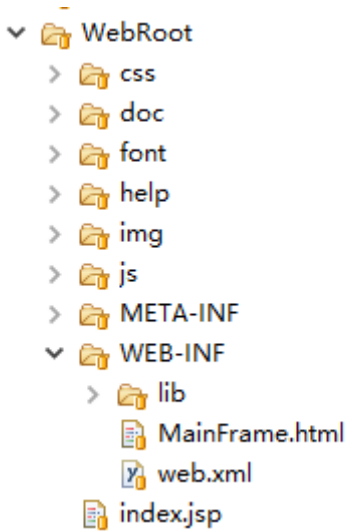 WebRoot
css
doc
font
help
img
js
META-INF
WEB-INF
lib
MainFrame.html
web.xml
index.jsp